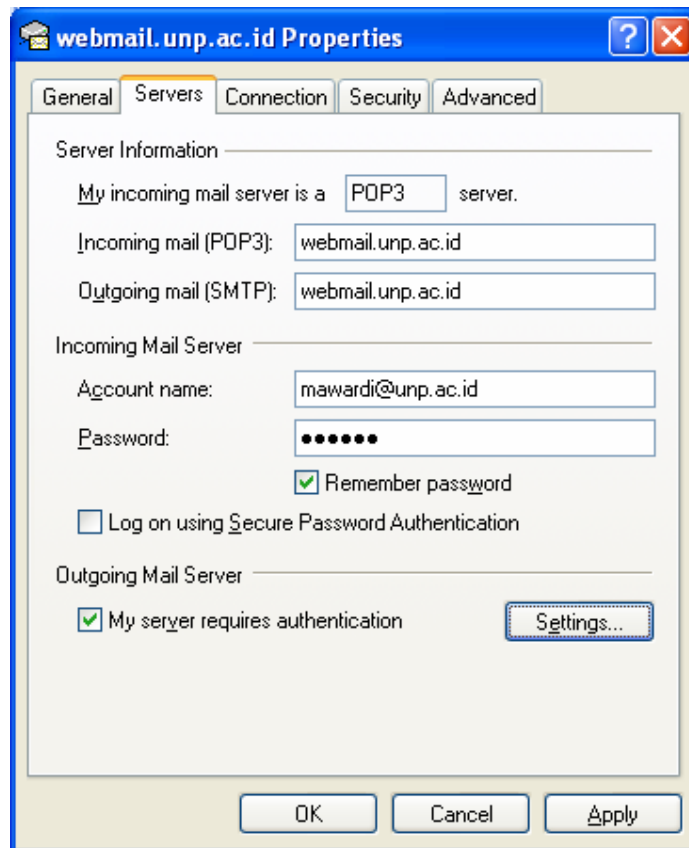 webmail.unp.ac.id Properties
General Servers Connection Security Advanced
Server Information
My incoming mail server is a POP3 server.
Incoming mail (POP3): webmail.unp.ac.id
Outgoing mail (SMTP): webmail.unp.ac.id
Incoming Mail Server
Account name: mawardi@unp.ac.id
Password: ●●●●●●
Remember password
Log on using Secure Password Authentication
Outgoing Mail Server
My server requires authentication Settings...
OK Cancel Apply